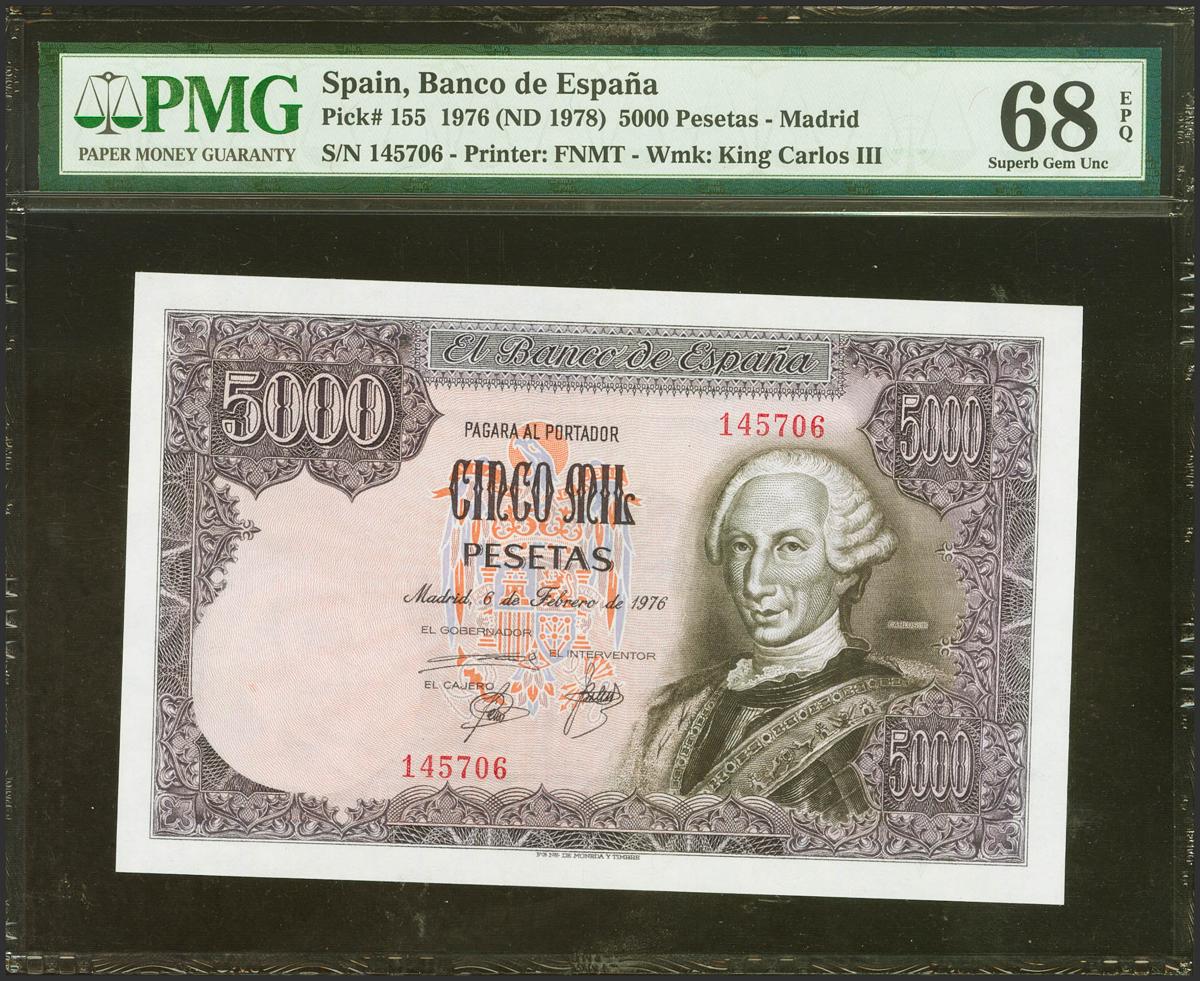 PMG
PAPER MONEY GUARANTY
Spain, Banco de España
Pick# 155 1976 (ND 1978) 5000 Pesetas - Madrid
S/N 145706 - Printer: FNMT - Wmk: King Carlos III
68
EPQ
Superb Gem Unc
El Banco de España
5000
5000
145706
PAGARA AL PORTADOR
CINCO MIL
PESETAS
Madrid, 6 de Febrero de 1976
EL GOBERNADOR
EL INTERVENTOR
EL CAJERO
CARLOS III
145706
5000